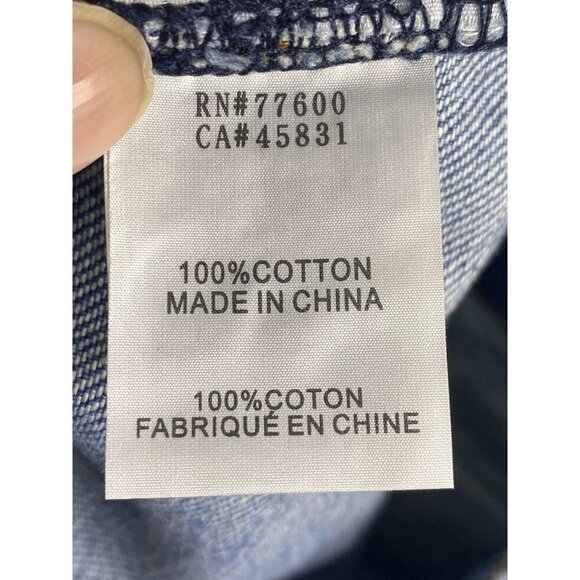 RN#77600
CA#45831
100%COTTON
MADE IN CHINA
100%COTON
FABRIQUÉ EN CHINE